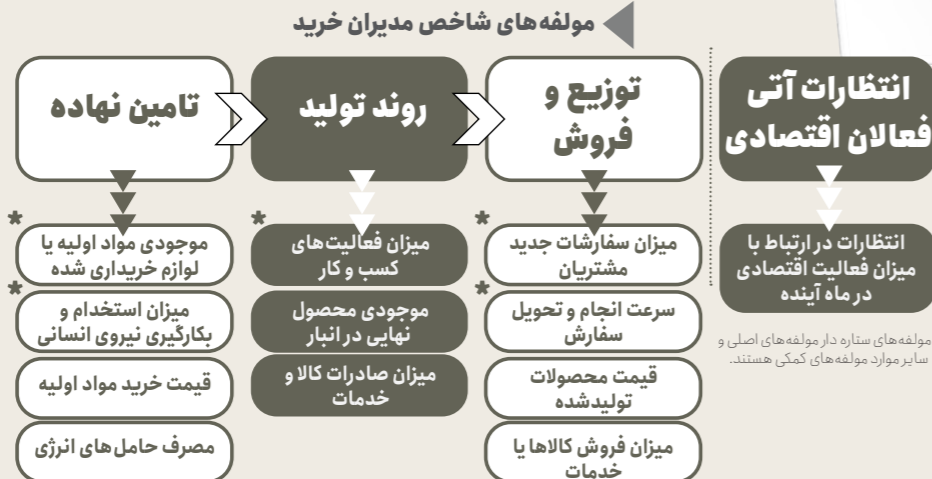 مولفه‌های شاخص مدیران خرید
انتظارات آتی
فعالان اقتصادی
انتظارات در ارتباط با
میزان فعالیت اقتصادی
در ماه آینده
مولفه‌های ستاره دار مولفه‌های اصلی و
سایر موارد مولفه‌های کمکی هستند.
توزیع و
فروش
*
میزان سفارشات جدید
مشتریان
*
سرعت انجام و تحویل
سفارش
قیمت محصولات
تولیدشده
میزان فروش کالاها یا
خدمات
روند تولید
*
میزان فعالیت‌های
کسب و کار
موجودی محصول
نهایی در انبار
میزان صادرات کالا و
خدمات
تامین نهاده
*
موجودی مواد اولیه یا
لوازم خریداری شده
*
میزان استخدام و
بکارگیری نیروی انسانی
قیمت خرید مواد اولیه
مصرف حامل‌های انرژی